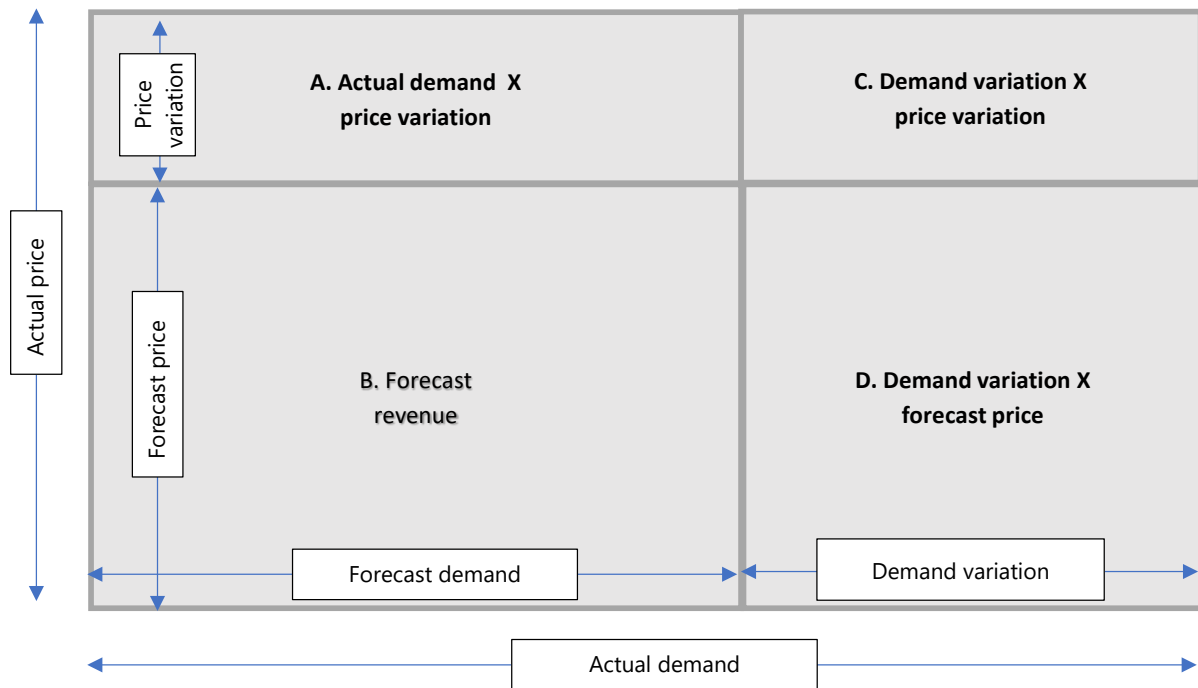 Price
variation
A. Actual demand X
price variation
C. Demand variation X
price variation
Actual price
Forecast price
B. Forecast
revenue
D. Demand variation X
forecast price
Forecast demand
Demand variation
Actual demand